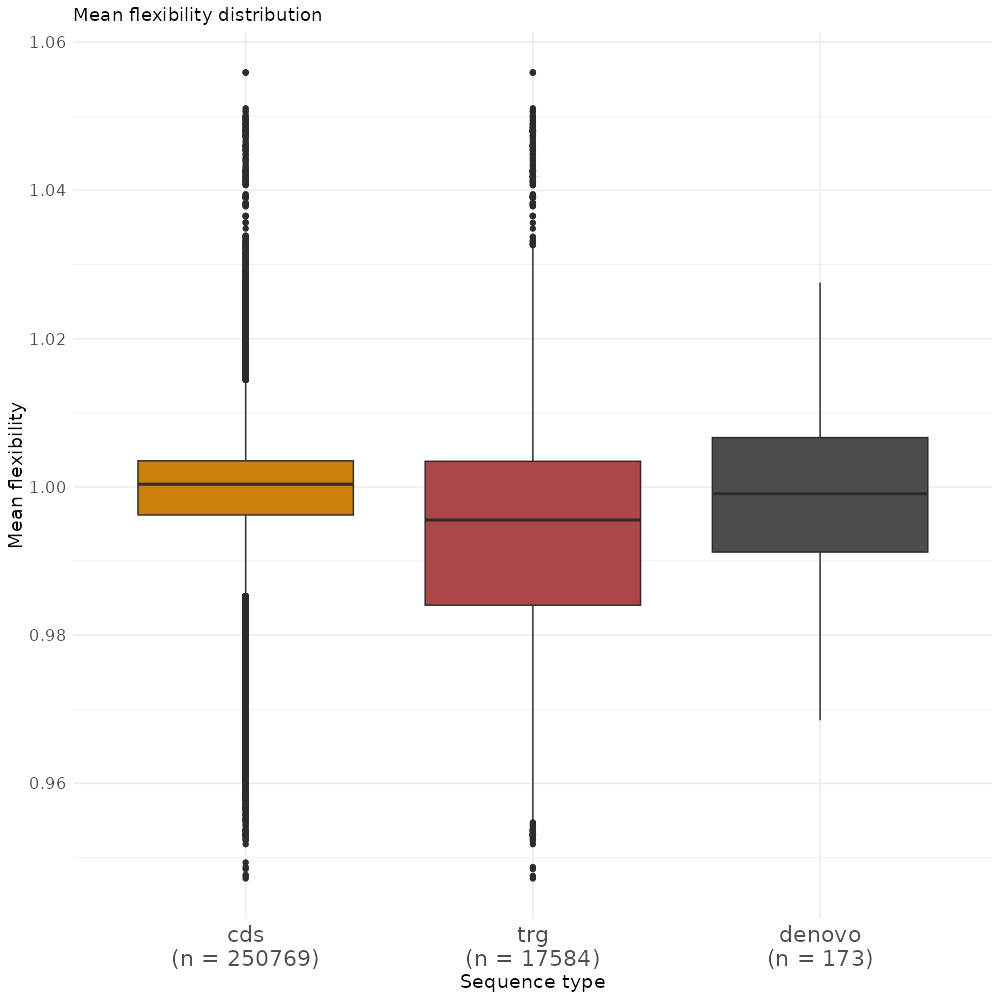 Mean flexibility distribution
1.06
1.04
1.02
1.00
0.98
0.96
Mean flexibility
cds
(n = 250769)
trg
(n = 17584)
denovo
(n = 173)
Sequence type